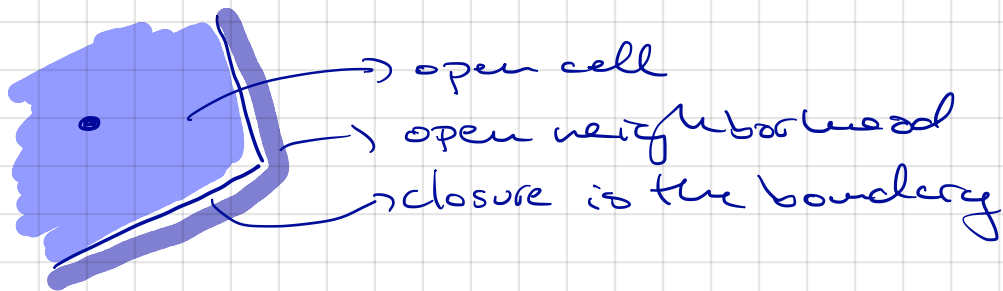 open cell
open neighborhood
closure is the boundary